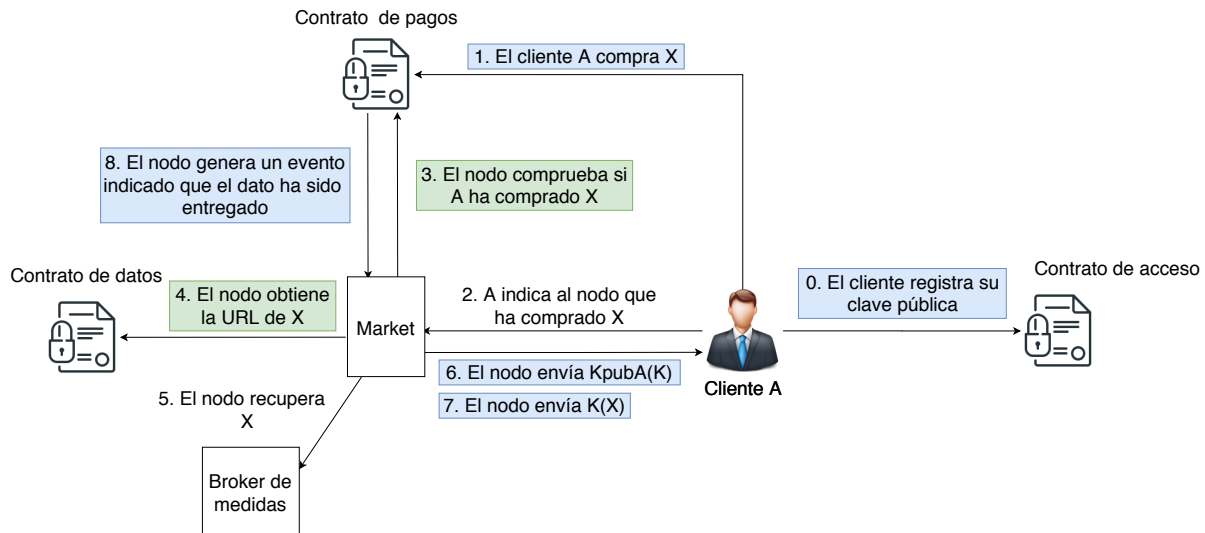 Contrato de pagos
1. El cliente A compra X
8. El nodo genera un evento
indicado que el dato ha sido
entregado
3. El nodo comprueba si
A ha comprado X
Contrato de datos
4. El nodo obtiene
la URL de X
Market
2. A indica al nodo que
ha comprado X
0. El cliente registra su
clave pública
Contrato de acceso
6. El nodo envía KpubA(K)
7. El nodo envía K(X)
Cliente A
5. El nodo recupera
X
Broker de
medidas